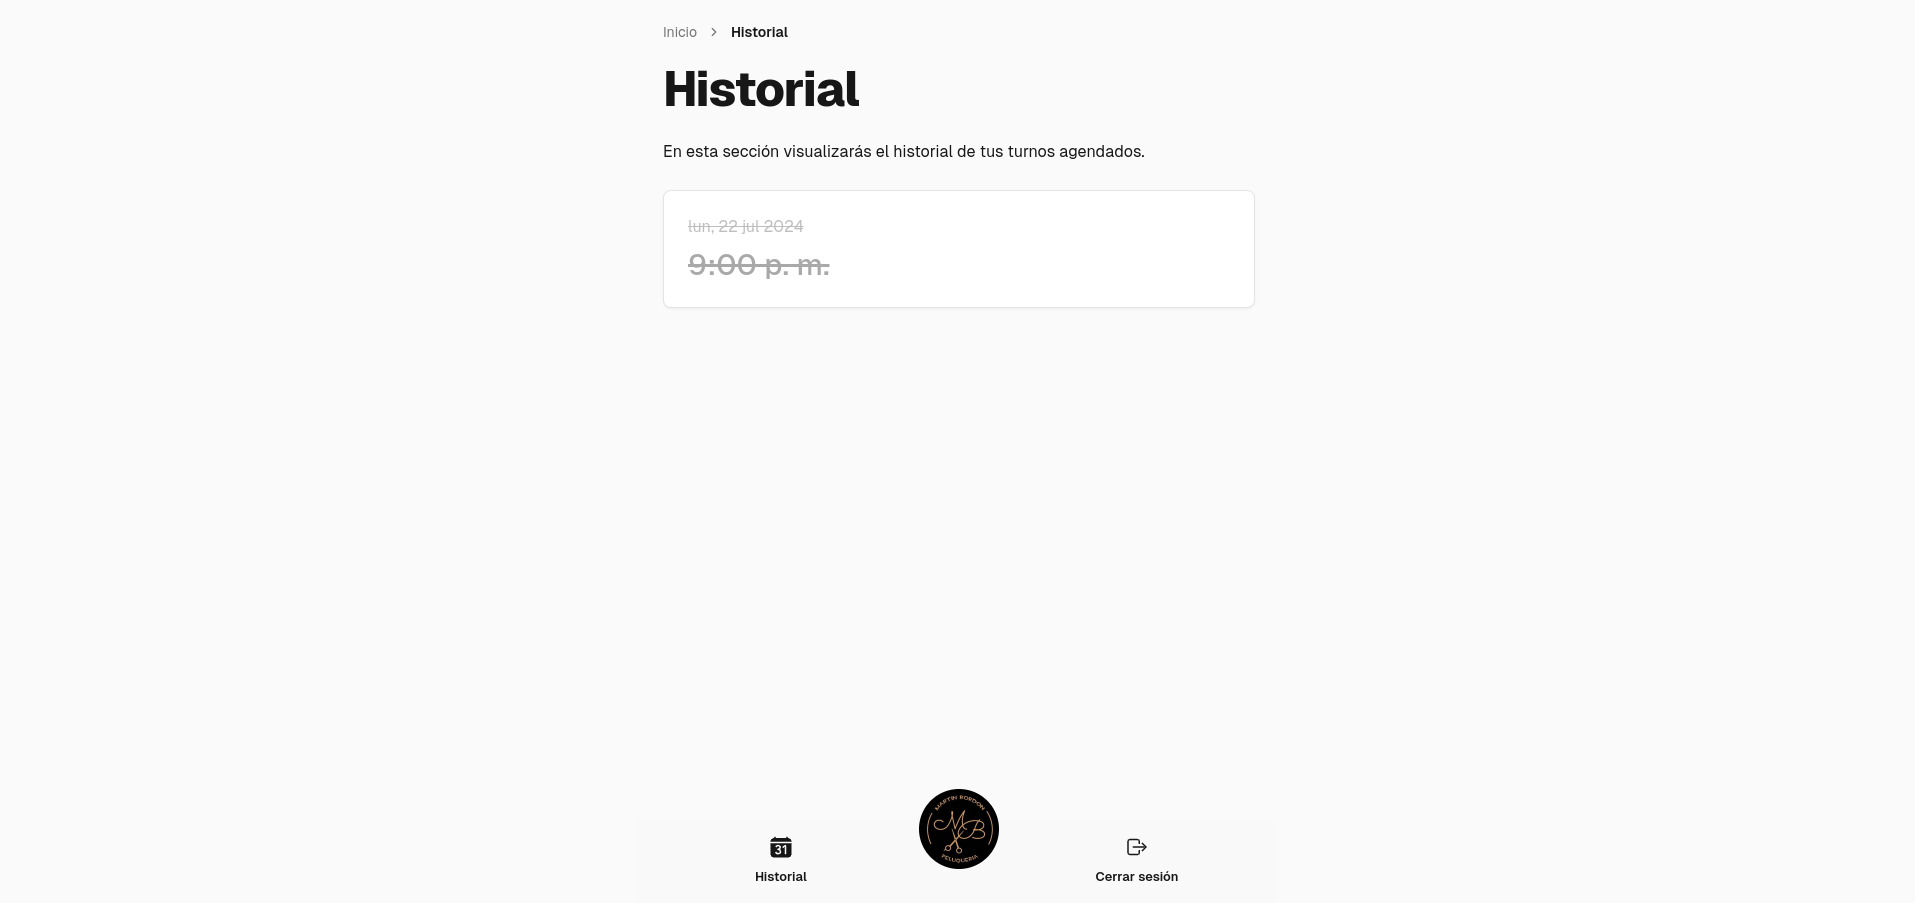 Inicio > Historial
Historial
En esta sección visualizarás el historial de tus turnos agendados.
lun, 22 jul 2024
9:00 p. m.
MARTIN BORDON
MB
PELUQUERIA
31
Historial
Cerrar sesión